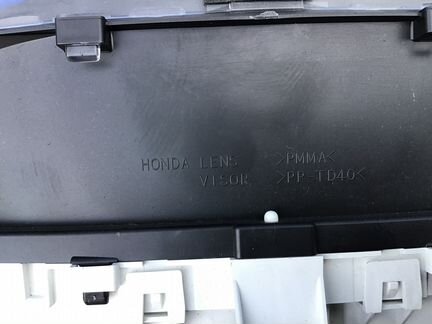 HONDA LENS >PMMA<
VISOR >PP-TD40<